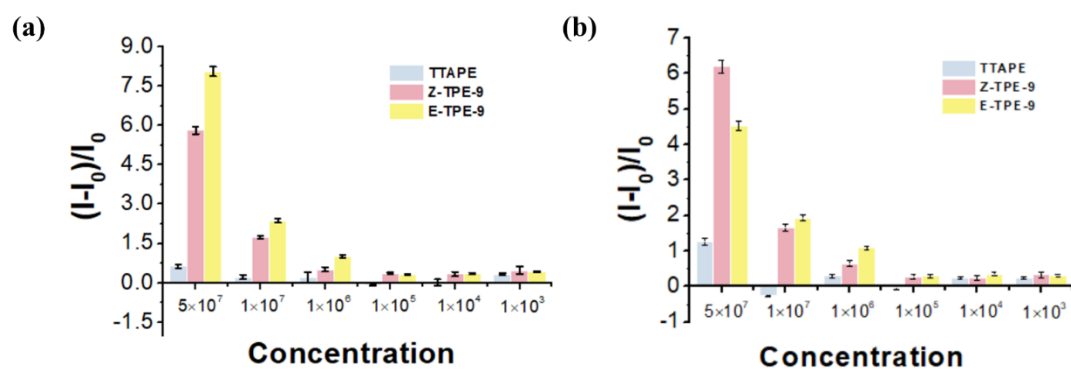 (a)
(I-I₀)/I₀
9.0
7.5
6.0
4.5
3.0
1.5
0.0
-1.5
TTAPE
Z-TPE-9
E-TPE-9
5×10⁷ 1×10⁷ 1×10⁶ 1×10⁵ 1×10⁴ 1×10³
Concentration
(b)
(I-I₀)/I₀
7
6
5
4
3
2
1
0
-1
TTAPE
Z-TPE-9
E-TPE-9
5×10⁷ 1×10⁷ 1×10⁶ 1×10⁵ 1×10⁴ 1×10³
Concentration